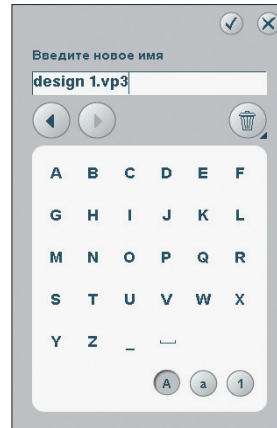 Введите новое имя
design 1.vp3
A B C D E F
G H I J K L
M N O P Q R
S T U V W X
Y Z _
A a 1